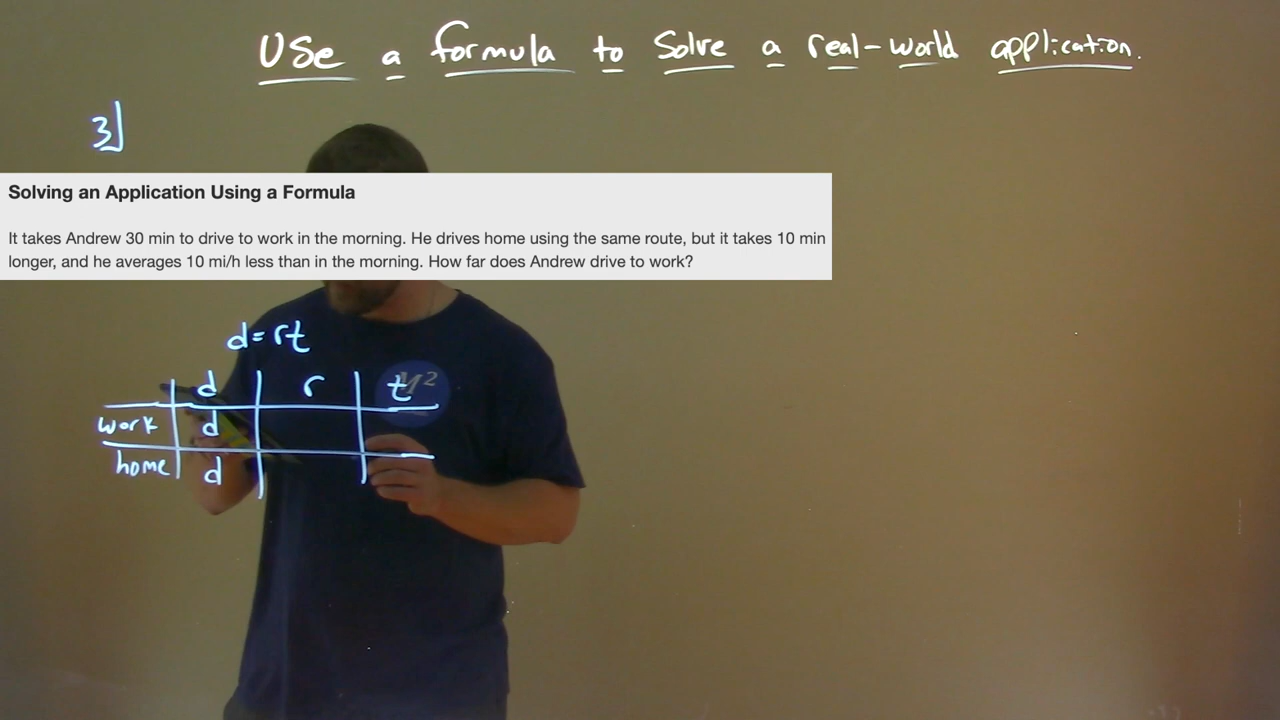 Use a formula to solve a real-world application.
3]
Solving an Application Using a Formula
It takes Andrew 30 min to drive to work in the morning. He drives home using the same route, but it takes 10 min
longer, and he averages 10 mi/h less than in the morning. How far does Andrew drive to work?
d=rt
d r t
work d
home d